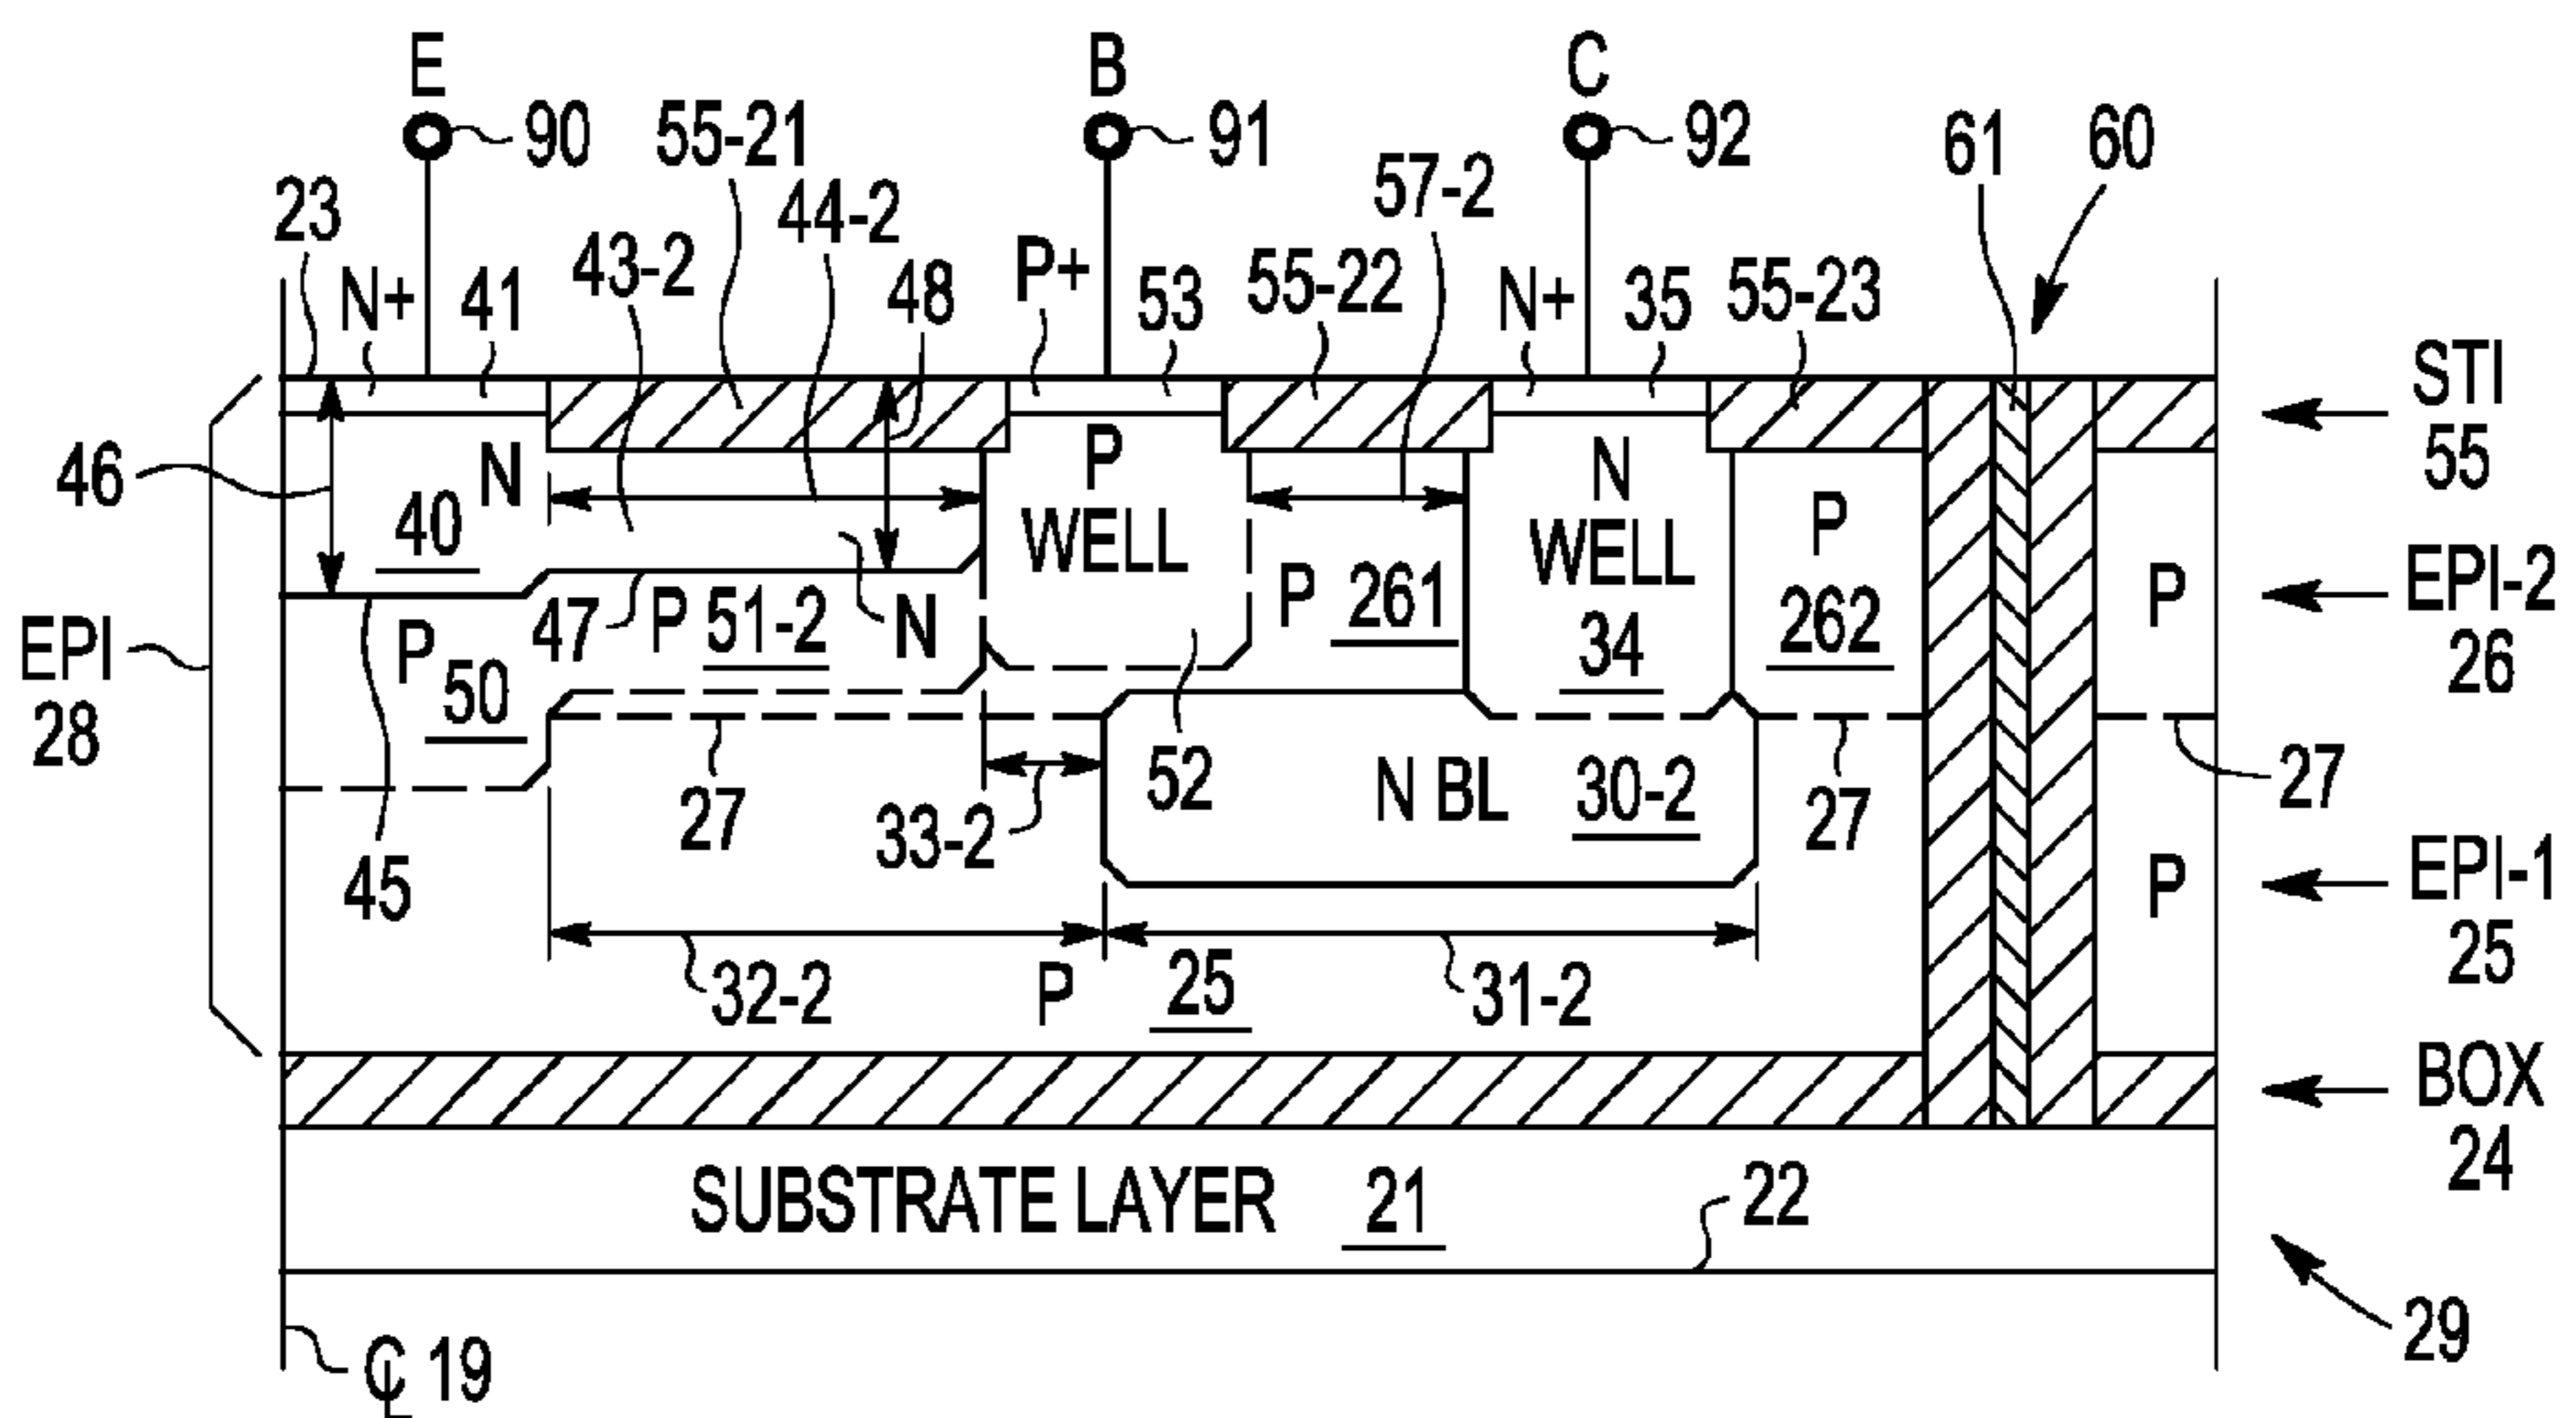 E
B
C
90
55-21
91
92
61
60
23
44-2
57-2
N+
41
43-2
48
P+
53
55-22
N+
35
55-23
STI
55
46
N
40
P
WELL
N
WELL
34
P
262
P
261
P
EPI-2
26
EPI
28
P
50
47
P
51-2
N
45
27
33-2
52
N BL
30-2
27
27
P
EPI-1
25
32-2
P
25
31-2
BOX
24
SUBSTRATE LAYER
21
22
29
℄ 19